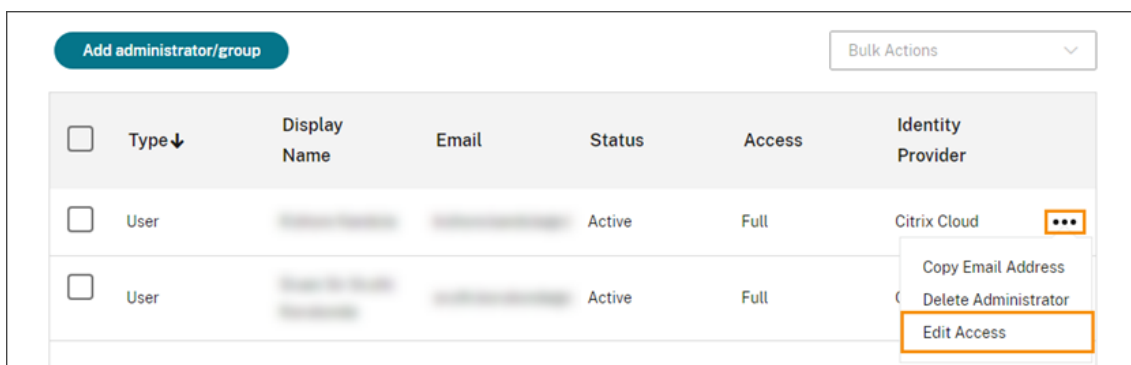 Add administrator/group
Bulk Actions
Type↓
Display
Name
Email
Status
Access
Identity
Provider
User
Active
Full
Citrix Cloud
•••
Copy Email Address
User
Active
Full
Delete Administrator
Edit Access